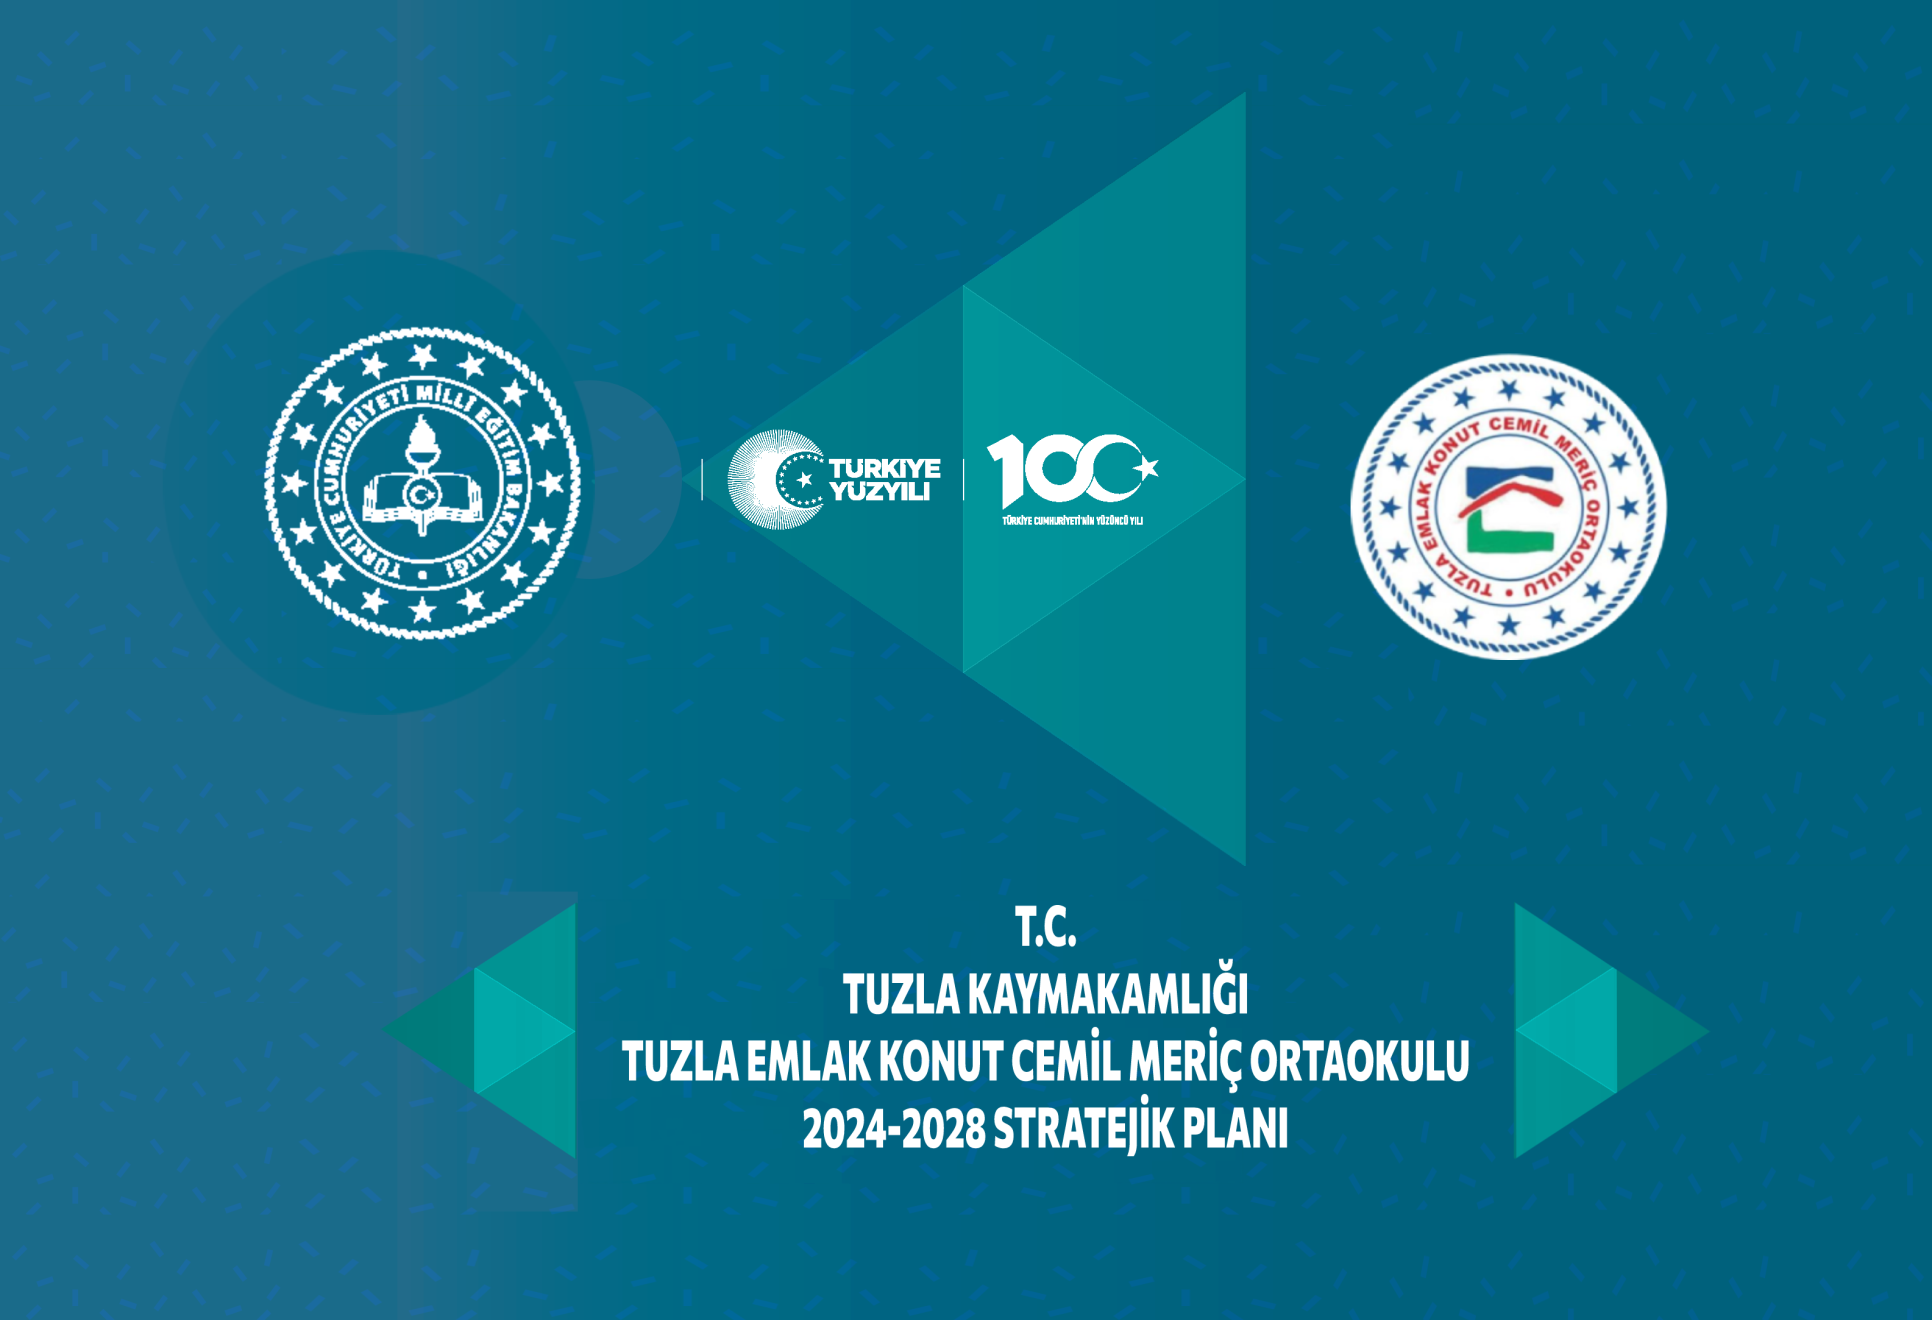 TÜRKİYE CUMHURİYETİ MİLLÎ EĞİTİM BAKANLIĞI
TÜRKİYE
YÜZYILI
100
TÜRKİYE CUMHURİYETİ'NİN YÜZÜNCÜ YILI
TUZLA EMLAK KONUT CEMİL MERİÇ ORTAOKULU
T.C.
TUZLA KAYMAKAMLIĞI
TUZLA EMLAK KONUT CEMİL MERİÇ ORTAOKULU
2024-2028 STRATEJİK PLANI